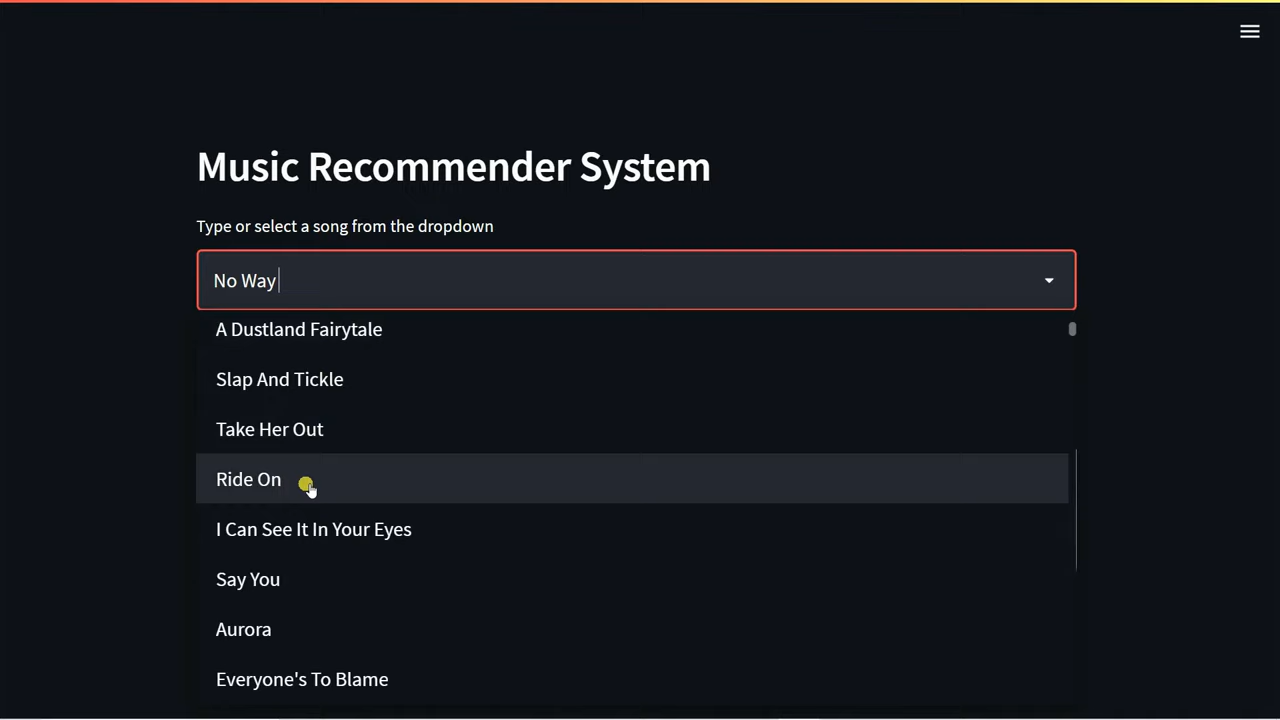 Music Recommender System
Type or select a song from the dropdown
No Way
A Dustland Fairytale
Slap And Tickle
Take Her Out
Ride On
I Can See It In Your Eyes
Say You
Aurora
Everyone's To Blame